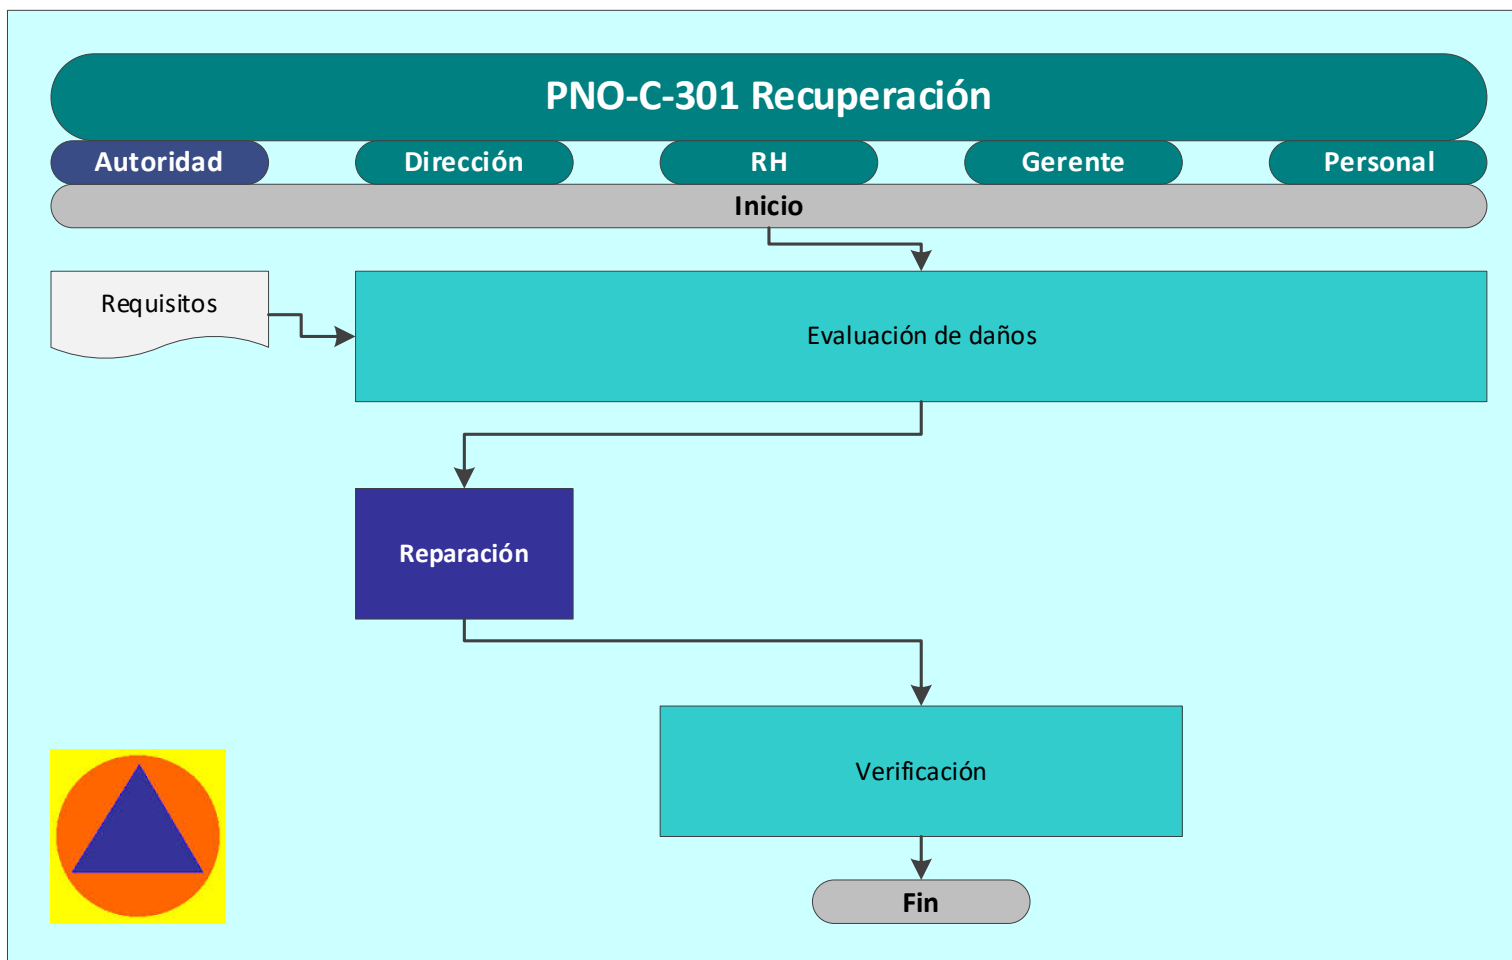 PNO-C-301 Recuperación
Autoridad
Dirección
RH
Gerente
Personal
Inicio
Requisitos
Evaluación de daños
Reparación
Verificación
Fin